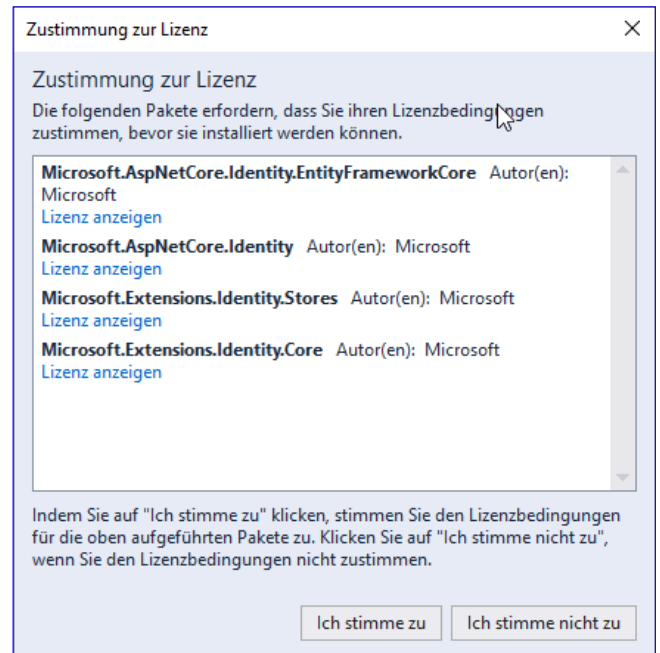 Zustimmung zur Lizenz
Zustimmung zur Lizenz
Die folgenden Pakete erfordern, dass Sie ihren Lizenzbedingungen
zustimmen, bevor sie installiert werden können.
Microsoft.AspNetCore.Identity.EntityFrameworkCore Autor(en):
Microsoft
Lizenz anzeigen
Microsoft.AspNetCore.Identity Autor(en): Microsoft
Lizenz anzeigen
Microsoft.Extensions.Identity.Stores Autor(en): Microsoft
Lizenz anzeigen
Microsoft.Extensions.Identity.Core Autor(en): Microsoft
Lizenz anzeigen
Indem Sie auf "Ich stimme zu" klicken, stimmen Sie den Lizenzbedingungen
für die oben aufgeführten Pakete zu. Klicken Sie auf "Ich stimme nicht zu",
wenn Sie den Lizenzbedingungen nicht zustimmen.
Ich stimme zu Ich stimme nicht zu